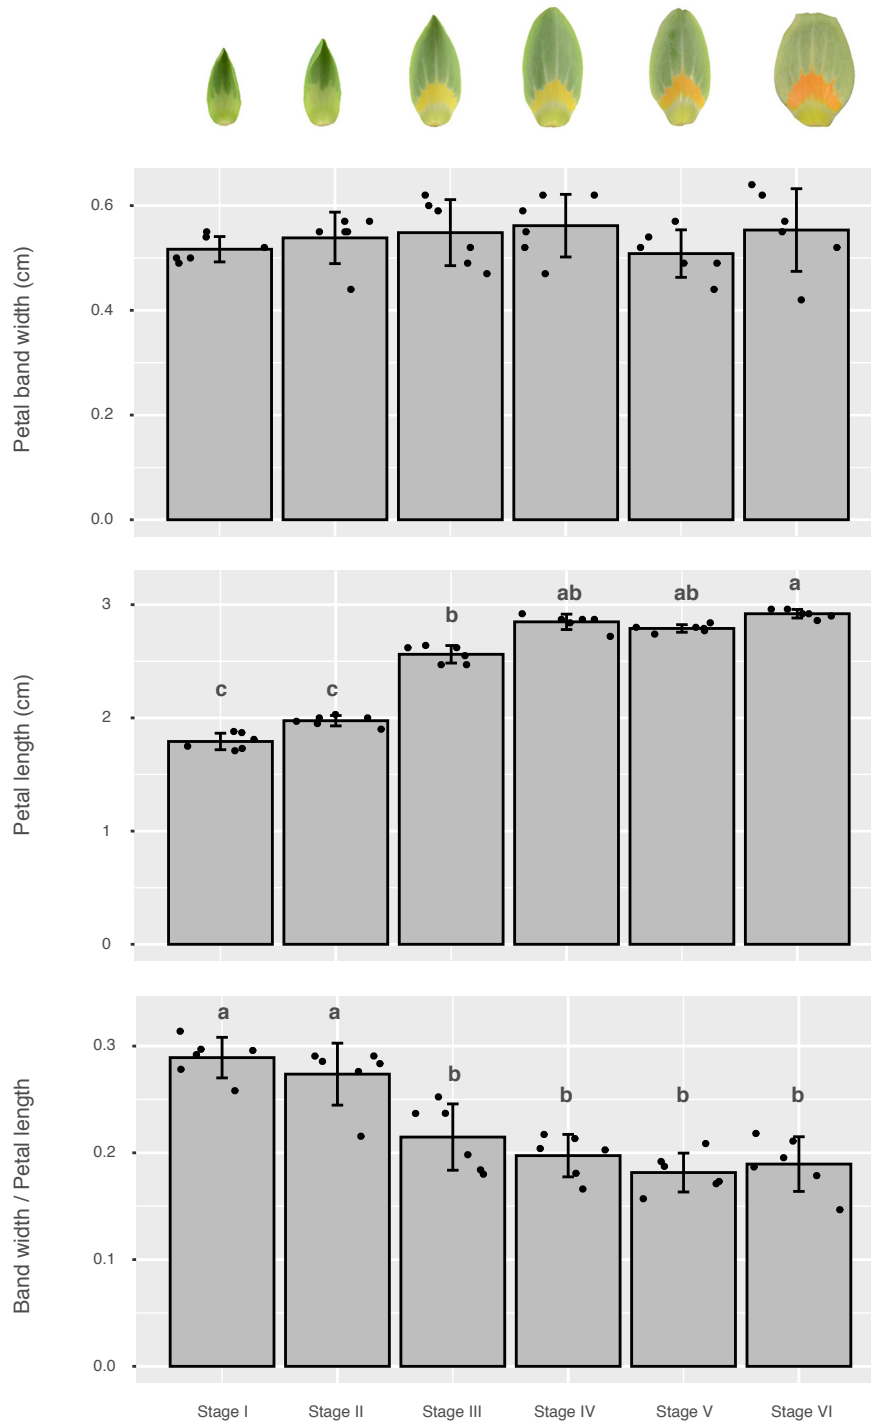 Petal band width (cm)
0.6
0.4
0.2
0.0
Petal length (cm)
3
2
1
0
c
c
b
ab
ab
a
Band width / Petal length
0.3
0.2
0.1
0.0
a
a
b
b
b
b
Stage I Stage II Stage III Stage IV Stage V Stage VI